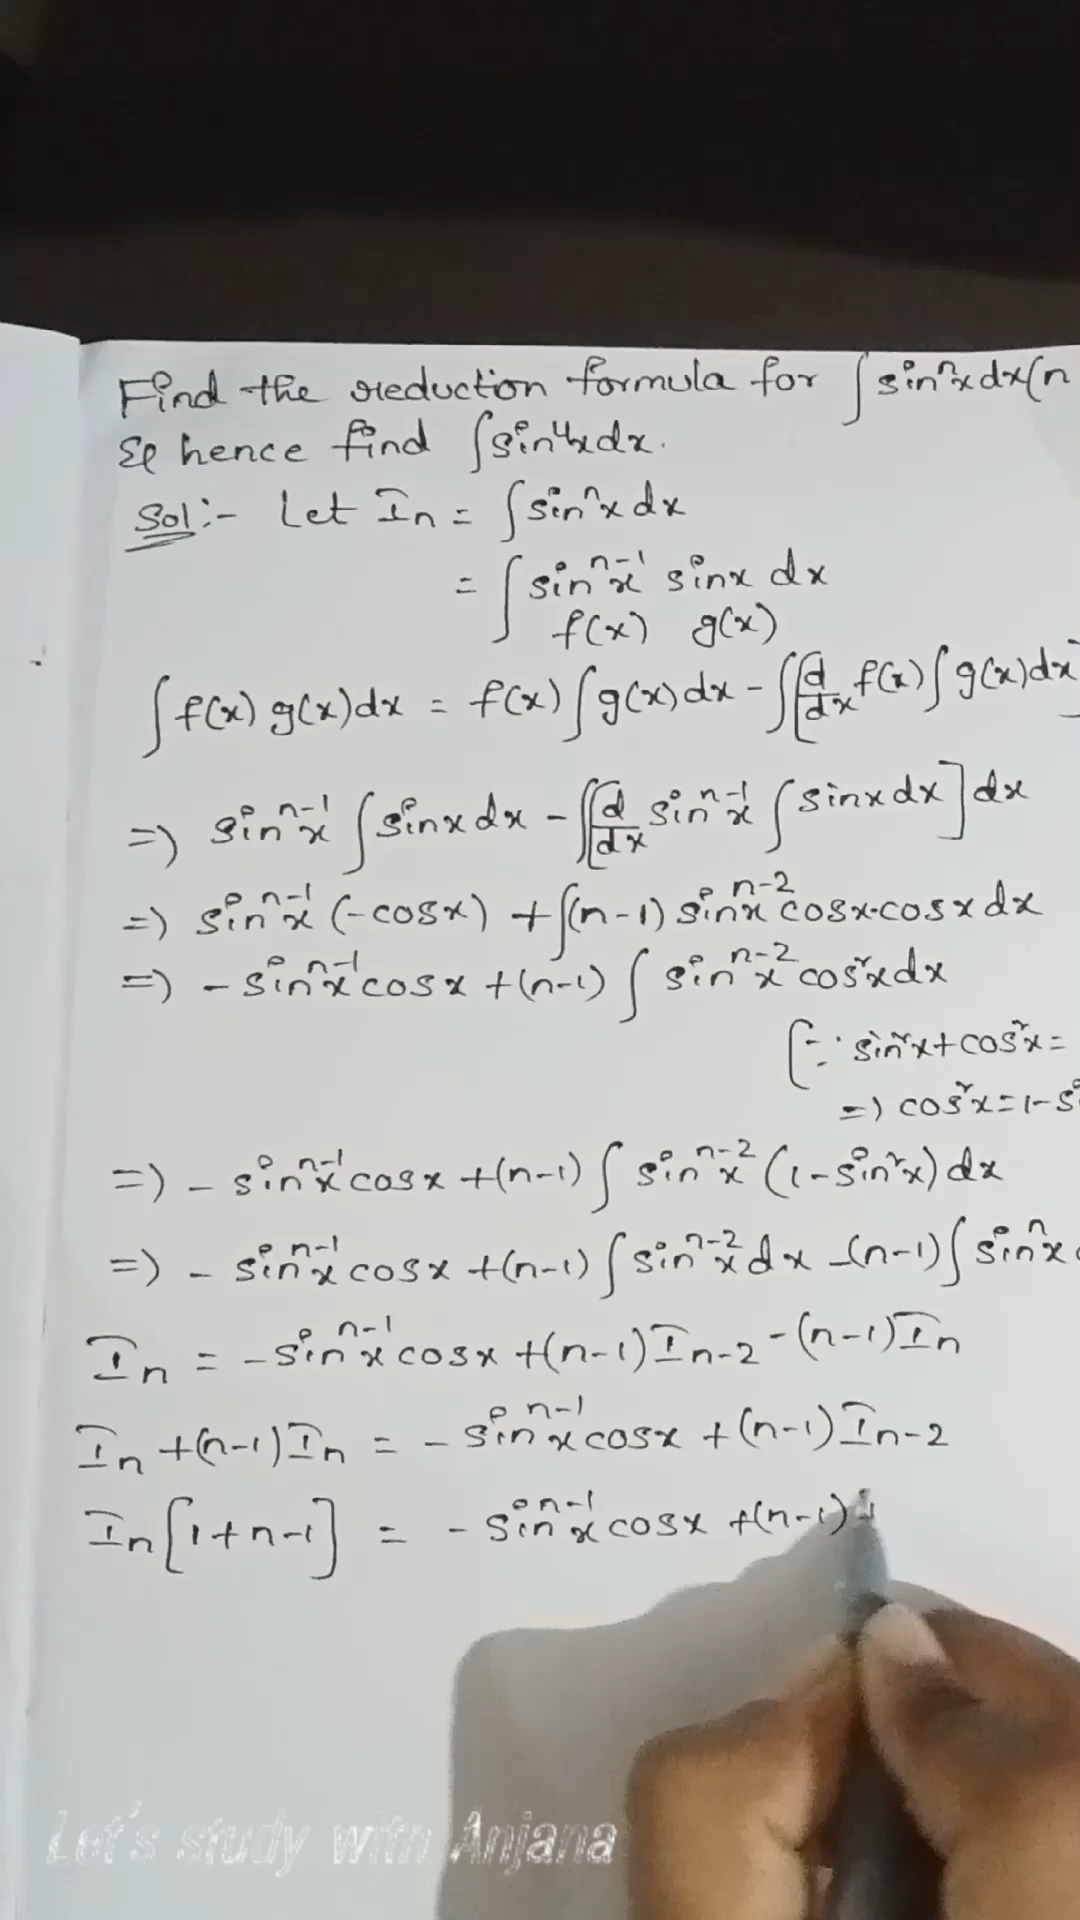 Find the reduction formula for ∫ sinⁿx dx (n
& hence find ∫ sin⁴x dx.
Sol:- Let Iₙ = ∫ sinⁿx dx
= ∫ sinⁿ⁻¹x sinx dx
f(x) g(x)
∫ f(x) g(x) dx = f(x) ∫ g(x) dx - ∫[d/dx f(x) ∫ g(x) dx]
=> sinⁿ⁻¹x ∫ sinx dx - ∫[d/dx sinⁿ⁻¹x ∫ sinx dx] dx
=> sinⁿ⁻¹x (-cosx) + ∫(n-1) sinⁿ⁻²x cosx.cosx dx
=> - sinⁿ⁻¹x cosx + (n-1) ∫ sinⁿ⁻²x cos²x dx
[∵ sin²x + cos²x =
=> cos²x = 1 - s
=> - sinⁿ⁻¹x cosx + (n-1) ∫ sinⁿ⁻²x (1 - sin²x) dx
=> - sinⁿ⁻¹x cosx + (n-1) ∫ sinⁿ⁻²x dx - (n-1) ∫ sinⁿx
Iₙ = - sinⁿ⁻¹x cosx + (n-1) Iₙ₋₂ - (n-1) Iₙ
Iₙ + (n-1) Iₙ = - sinⁿ⁻¹x cosx + (n-1) Iₙ₋₂
Iₙ [1 + n - 1] = - sinⁿ⁻¹x cosx + (n-1)
Let's study with Anjana